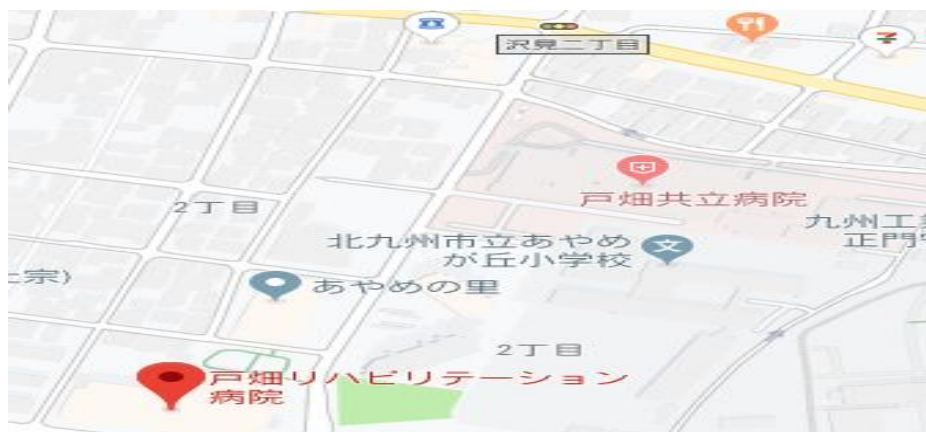 沢見二丁目
戸畑共立病院
2丁目
九州工
正門
北九州市立あやめ
が丘小学校
宗)
あやめの里
2丁目
戸畑リハビリテーション
病院